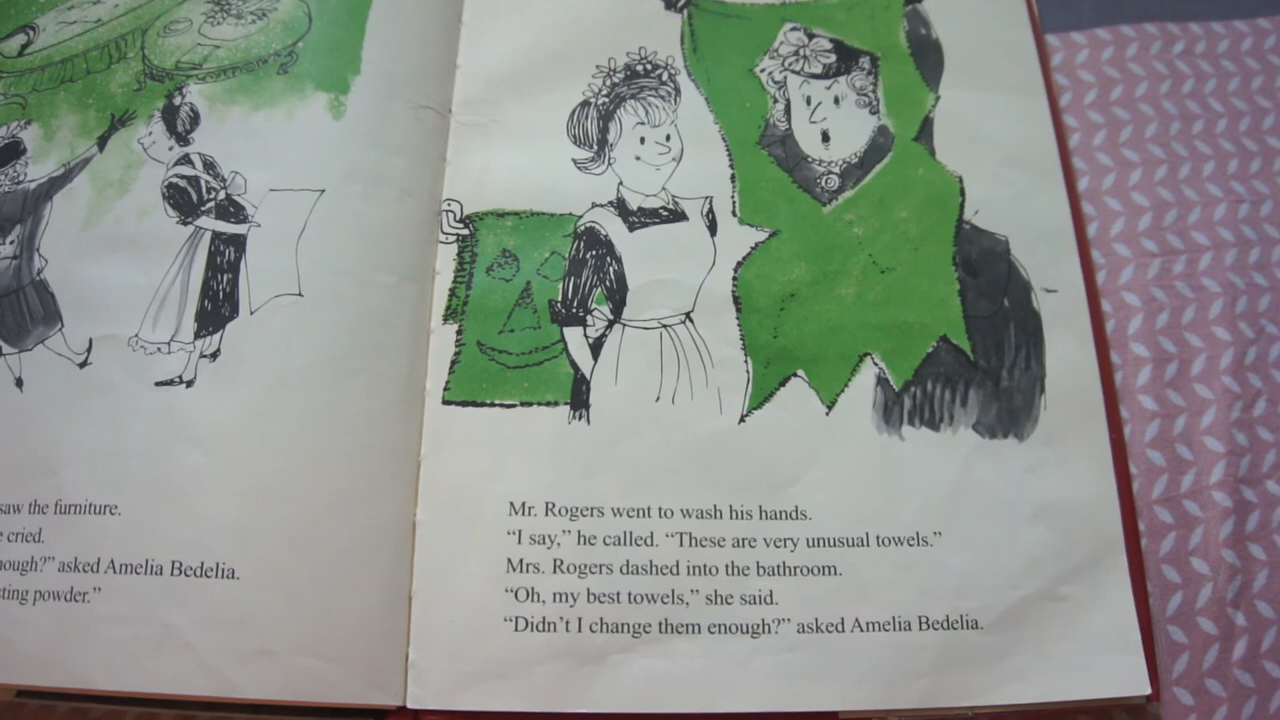 saw the furniture.
cried.
asked Amelia Bedelia.
powder.”
Mr. Rogers went to wash his hands.
“I say,” he called. “These are very unusual towels.”
Mrs. Rogers dashed into the bathroom.
“Oh, my best towels,” she said.
“Didn’t I change them enough?” asked Amelia Bedelia.